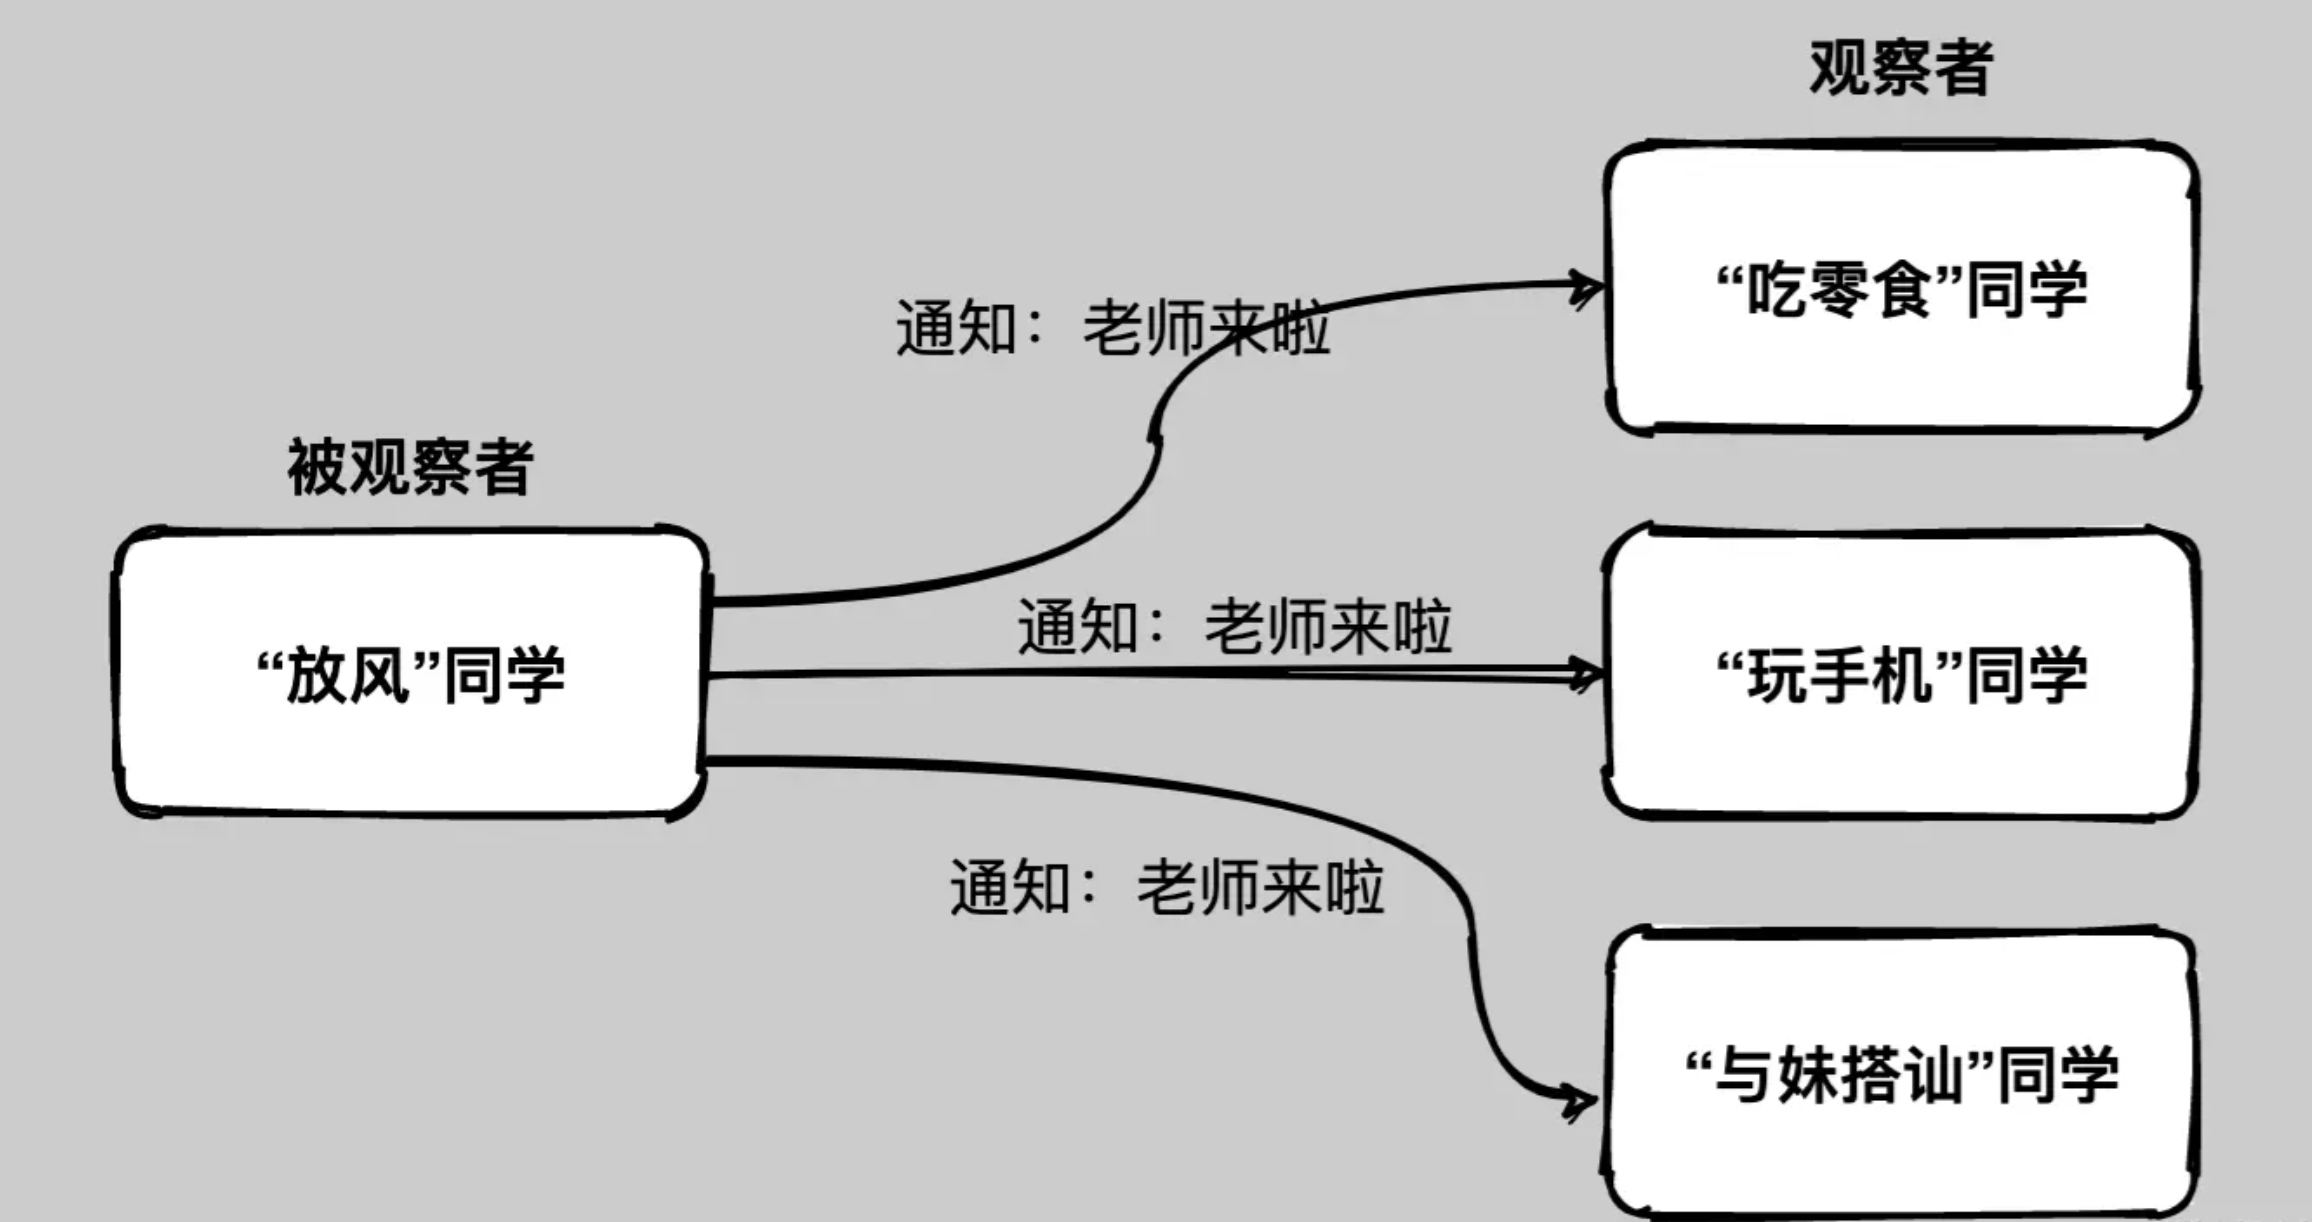 观察者
“吃零食”同学
通知：老师来啦
被观察者
“放风”同学
通知：老师来啦
“玩手机”同学
通知：老师来啦
“与妹搭讪”同学